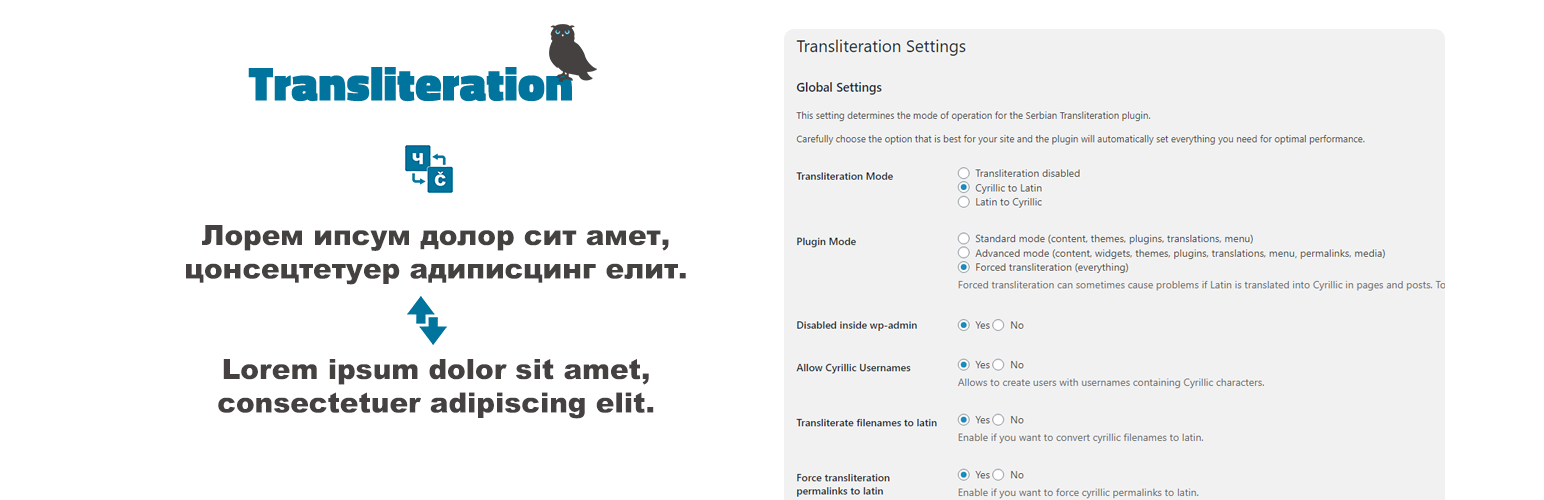 Transliteration
Ч
Č
Лорем ипсум долор сит амет,
цонсецтетуер адиписцинг елит.
Lorem ipsum dolor sit amet,
consectetuer adipiscing elit.
Transliteration Settings
Global Settings
This setting determines the mode of operation for the Serbian Transliteration plugin.
Carefully choose the option that is best for your site and the plugin will automatically set everything you need for optimal performance.
Transliteration Mode
Transliteration disabled
Cyrillic to Latin
Latin to Cyrillic
Plugin Mode
Standard mode (content, themes, plugins, translations, menu)
Advanced mode (content, widgets, themes, plugins, translations, menu, permalinks, media)
Forced transliteration (everything)
Forced transliteration can sometimes cause problems if Latin is translated into Cyrillic in pages and posts. To
Disabled inside wp-admin
Yes No
Allow Cyrillic Usernames
Yes No
Allows to create users with usernames containing Cyrillic characters.
Transliterate filenames to latin
Yes No
Enable if you want to convert cyrillic filenames to latin.
Force transliteration
permalinks to latin
Yes No
Enable if you want to force cyrillic permalinks to latin.